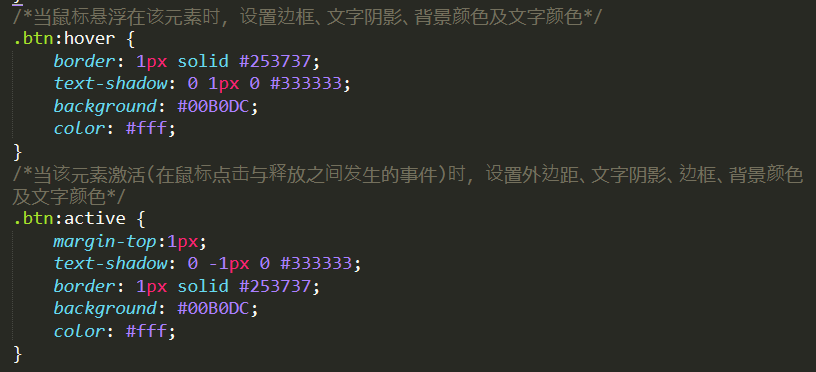 }
/*当鼠标悬浮在该元素时，设置边框、文字阴影、背景颜色及文字颜色*/
.btn:hover {
    border: 1px solid #253737;
    text-shadow: 0 1px 0 #333333;
    background: #00B0DC;
    color: #fff;
}
/*当该元素激活(在鼠标点击与释放之间发生的事件)时，设置外边距、文字阴影、边框、背景颜色
及文字颜色*/
.btn:active {
    margin-top:1px;
    text-shadow: 0 -1px 0 #333333;
    border: 1px solid #253737;
    background: #00B0DC;
    color: #fff;
}